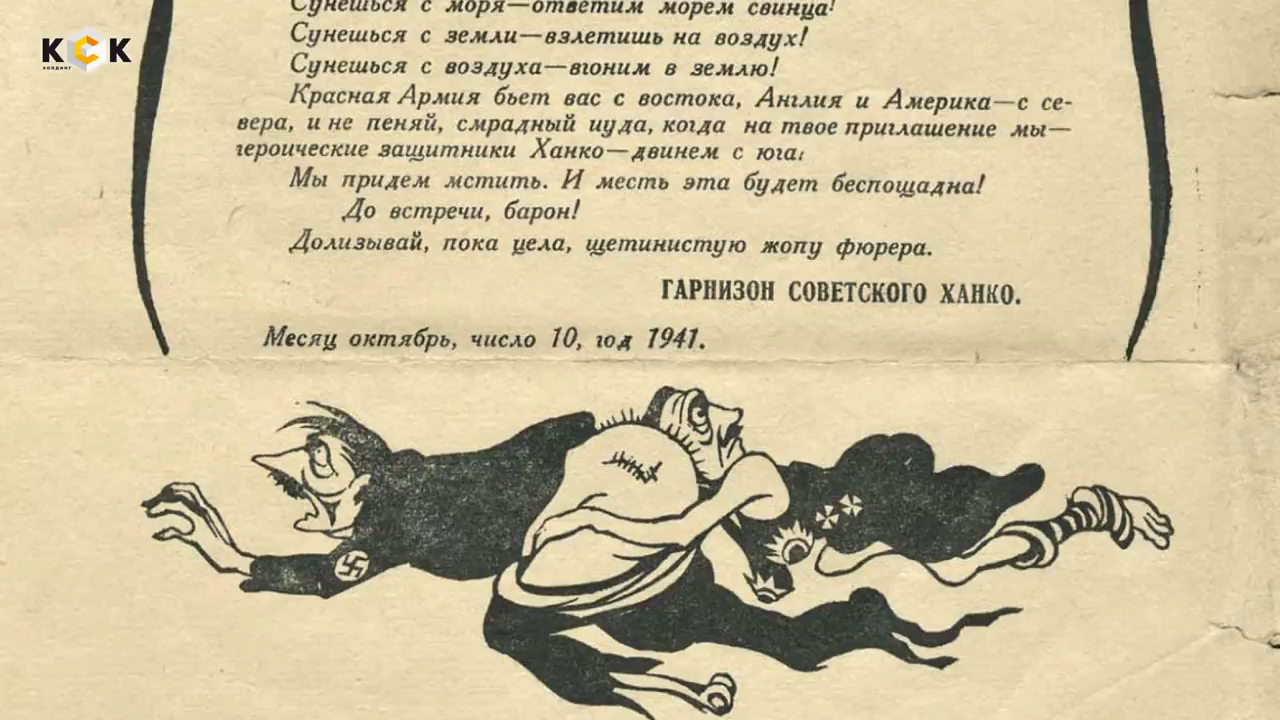 КСК
ХОЛДИНГ
Сунешься с моря—ответим морем свинца!
Сунешься с земли—взлетишь на воздух!
Сунешься с воздуха—вгоним в землю!
Красная Армия бьет вас с востока, Англия и Америка—с се-
вера, и не пеняй, смрадный иуда, когда на твое приглашение мы—
героические защитники Ханко—двинем с юга.
Мы придем мстить. И месть эта будет беспощадна!
До встречи, барон!
Долизывай, пока цела, щетинистую жопу фюрера.
ГАРНИЗОН СОВЕТСКОГО ХАНКО.
Месяц октябрь, число 10, год 1941.